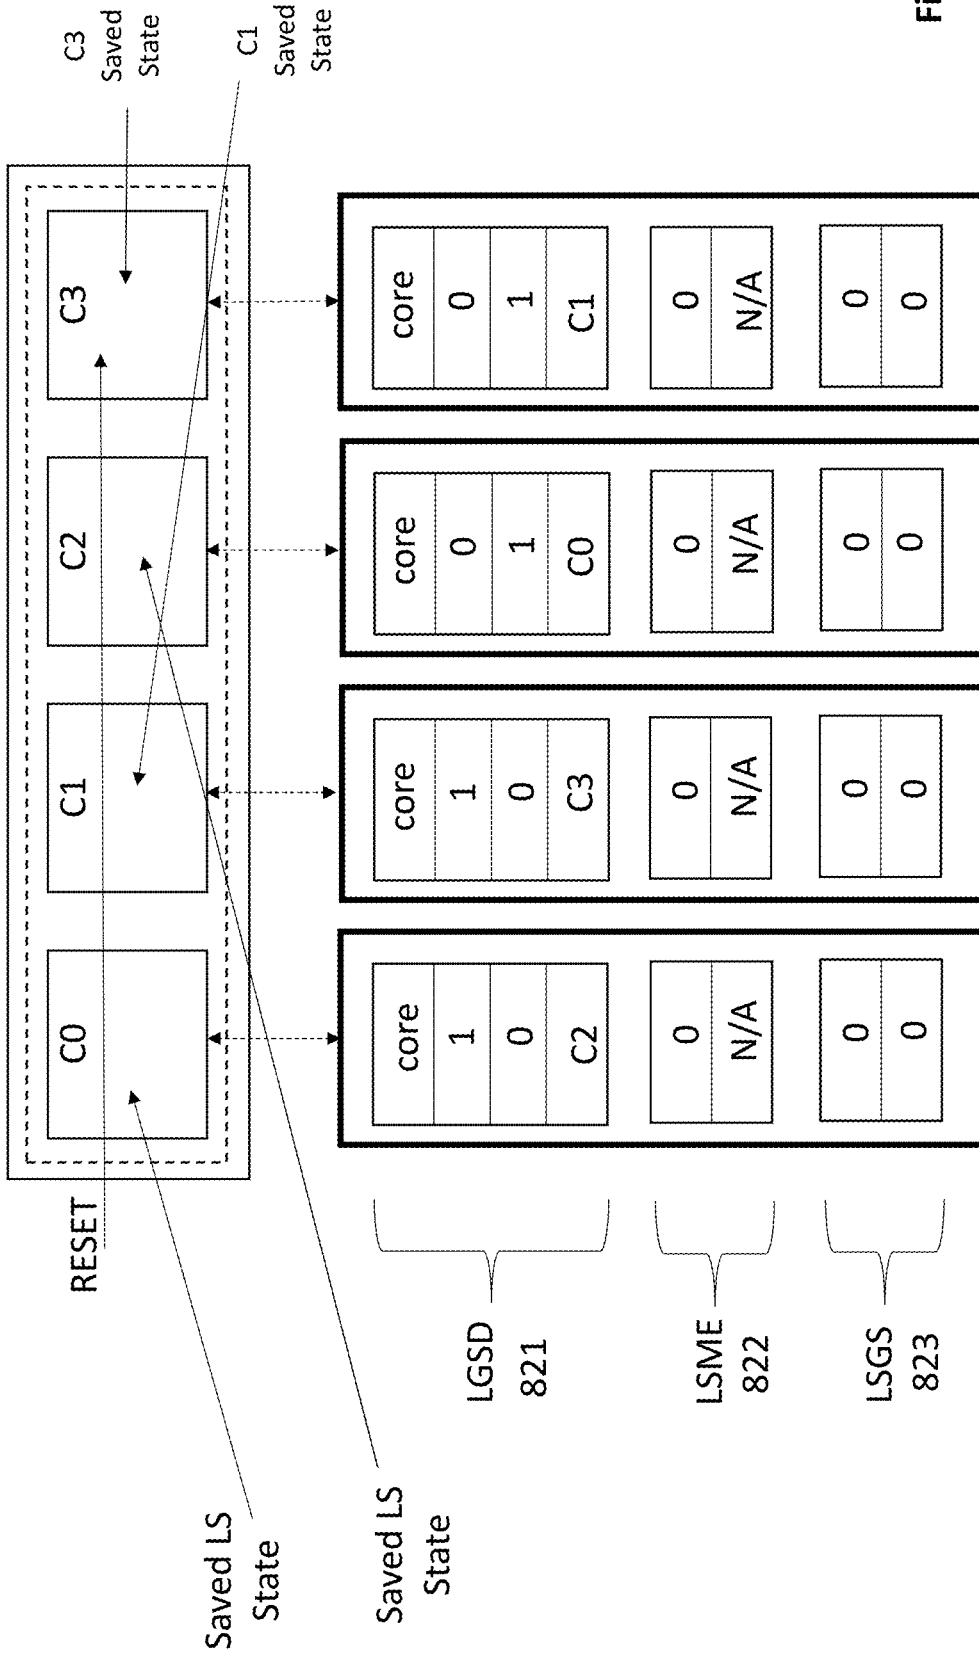 C3
Saved
State
C1
Saved
State
C0
C1
C2
C3
RESET
Saved LS
State
Saved LS
State
LGSD
821
core
1
0
C2
core
1
0
C3
core
0
1
C0
core
0
1
C1
LSME
822
0
N/A
0
N/A
0
N/A
0
N/A
LSGS
823
0
0
0
0
0
0
0
0
Fi